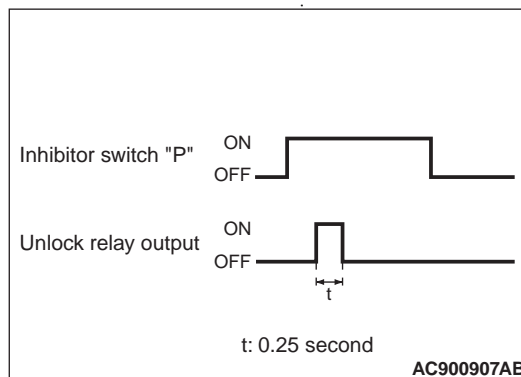 Inhibitor switch "P"
ON
OFF
Unlock relay output
ON
OFF
t
t: 0.25 second
AC900907AB